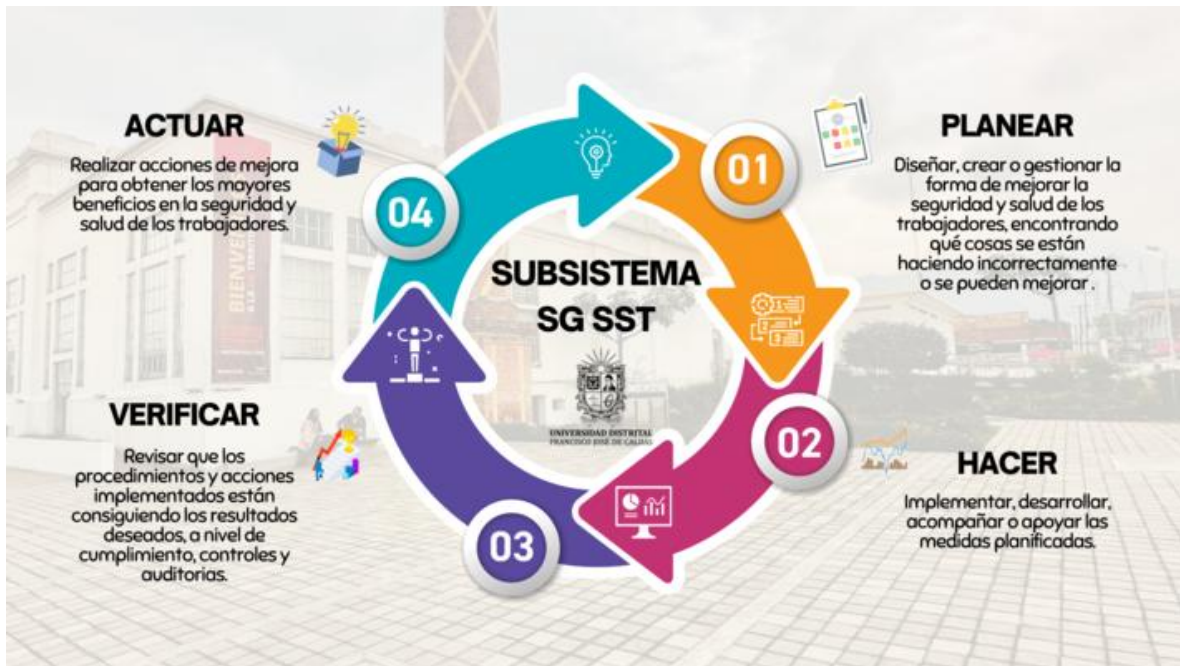 ACTUAR
Realizar acciones de mejora
para obtener los mayores
beneficios en la seguridad y
salud de los trabajadores.
04
01
PLANEAR
Diseñar, crear o gestionar la
forma de mejorar la
seguridad y salud de los
trabajadores, encontrando
qué cosas se están
haciendo incorrectamente
o se pueden mejorar .
SUBSISTEMA
SG SST
UNIVERSIDAD DISTRITAL
FRANCISCO JOSÉ DE CALDAS
VERIFICAR
Revisar que los
procedimientos y acciones
implementados están
consiguiendo los resultados
deseados, a nivel de
cumplimiento, controles y
auditorias.
03
02
HACER
Implementar, desarrollar,
acompañar o apoyar las
medidas planificadas.
BIENVE